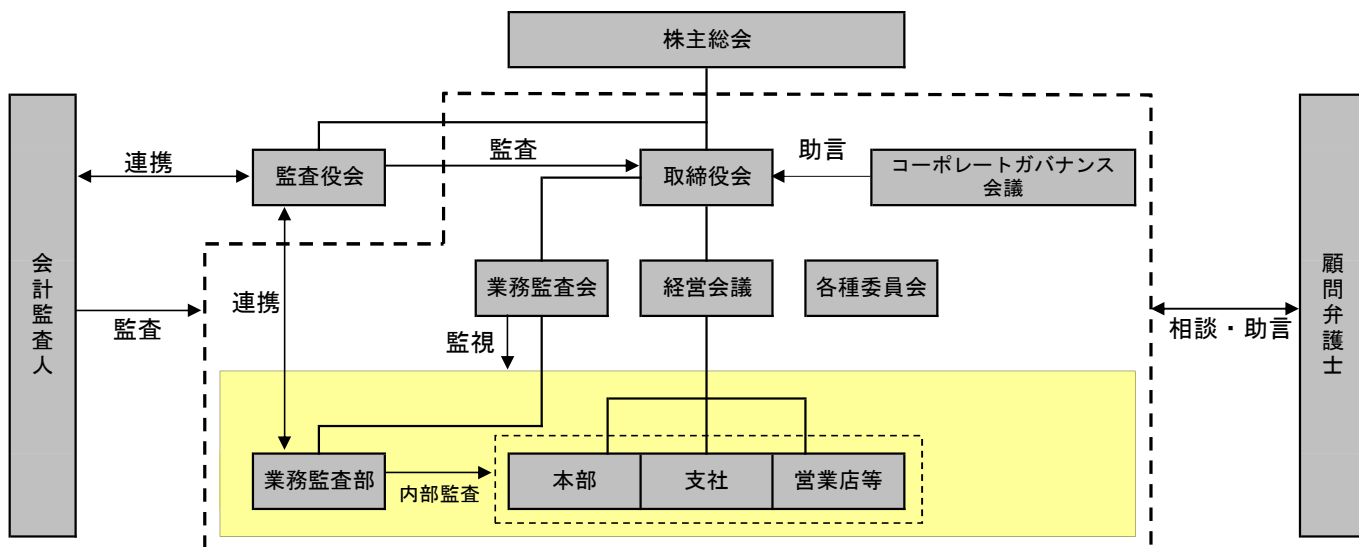 株主総会
連携
監査役会
監査
取締役会
助言
コーポレートガバナンス
会議
会計監査人
監査
連携
業務監査会
経営会議
各種委員会
監視
相談・助言
顧問弁護士
業務監査部
内部監査
本部
支社
営業店等